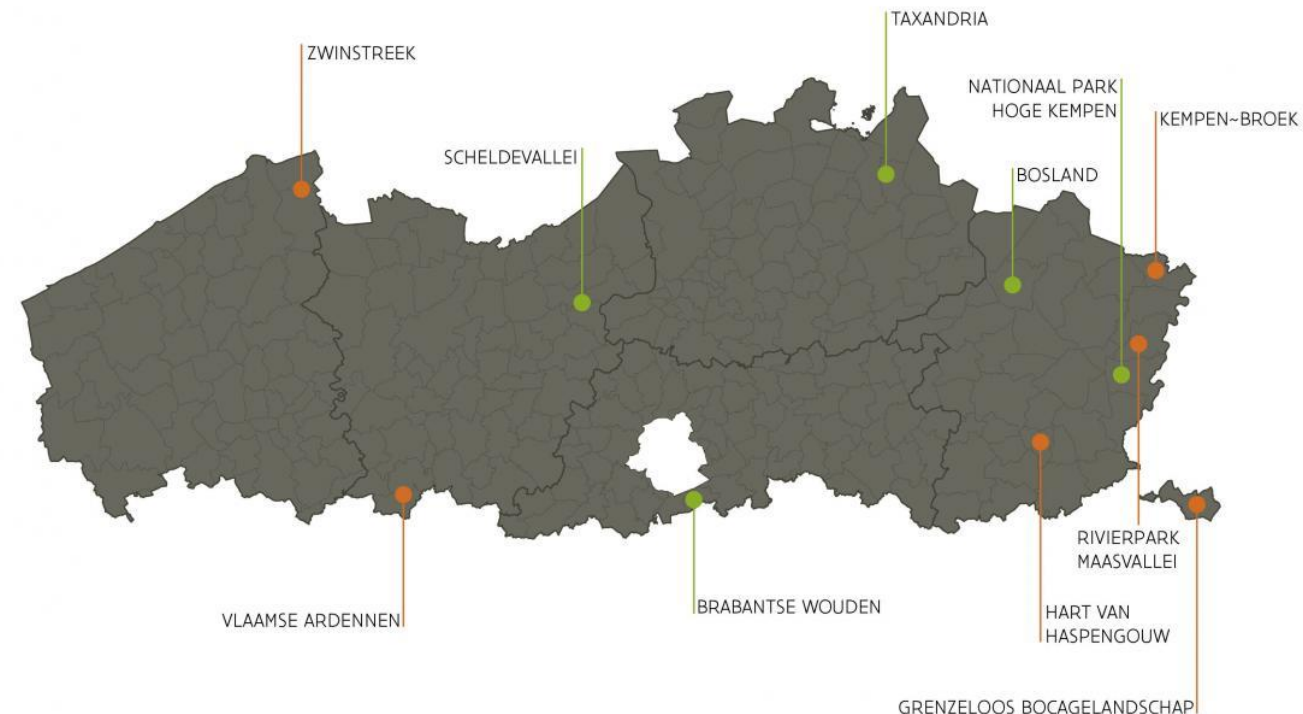 TAXANDRIA
ZWINSTREEK
NATIONAAL PARK
HOGE KEMPEN
KEMPEN~BROEK
SCHELDEVALLEI
BOSLAND
RIVIERPARK
MAASVALLEI
BRABANTSE WOUDEN
HART VAN
HASPENGOUW
VLAAMSE ARDENNEN
GRENZELOOS BOCAGELANDSCHAP